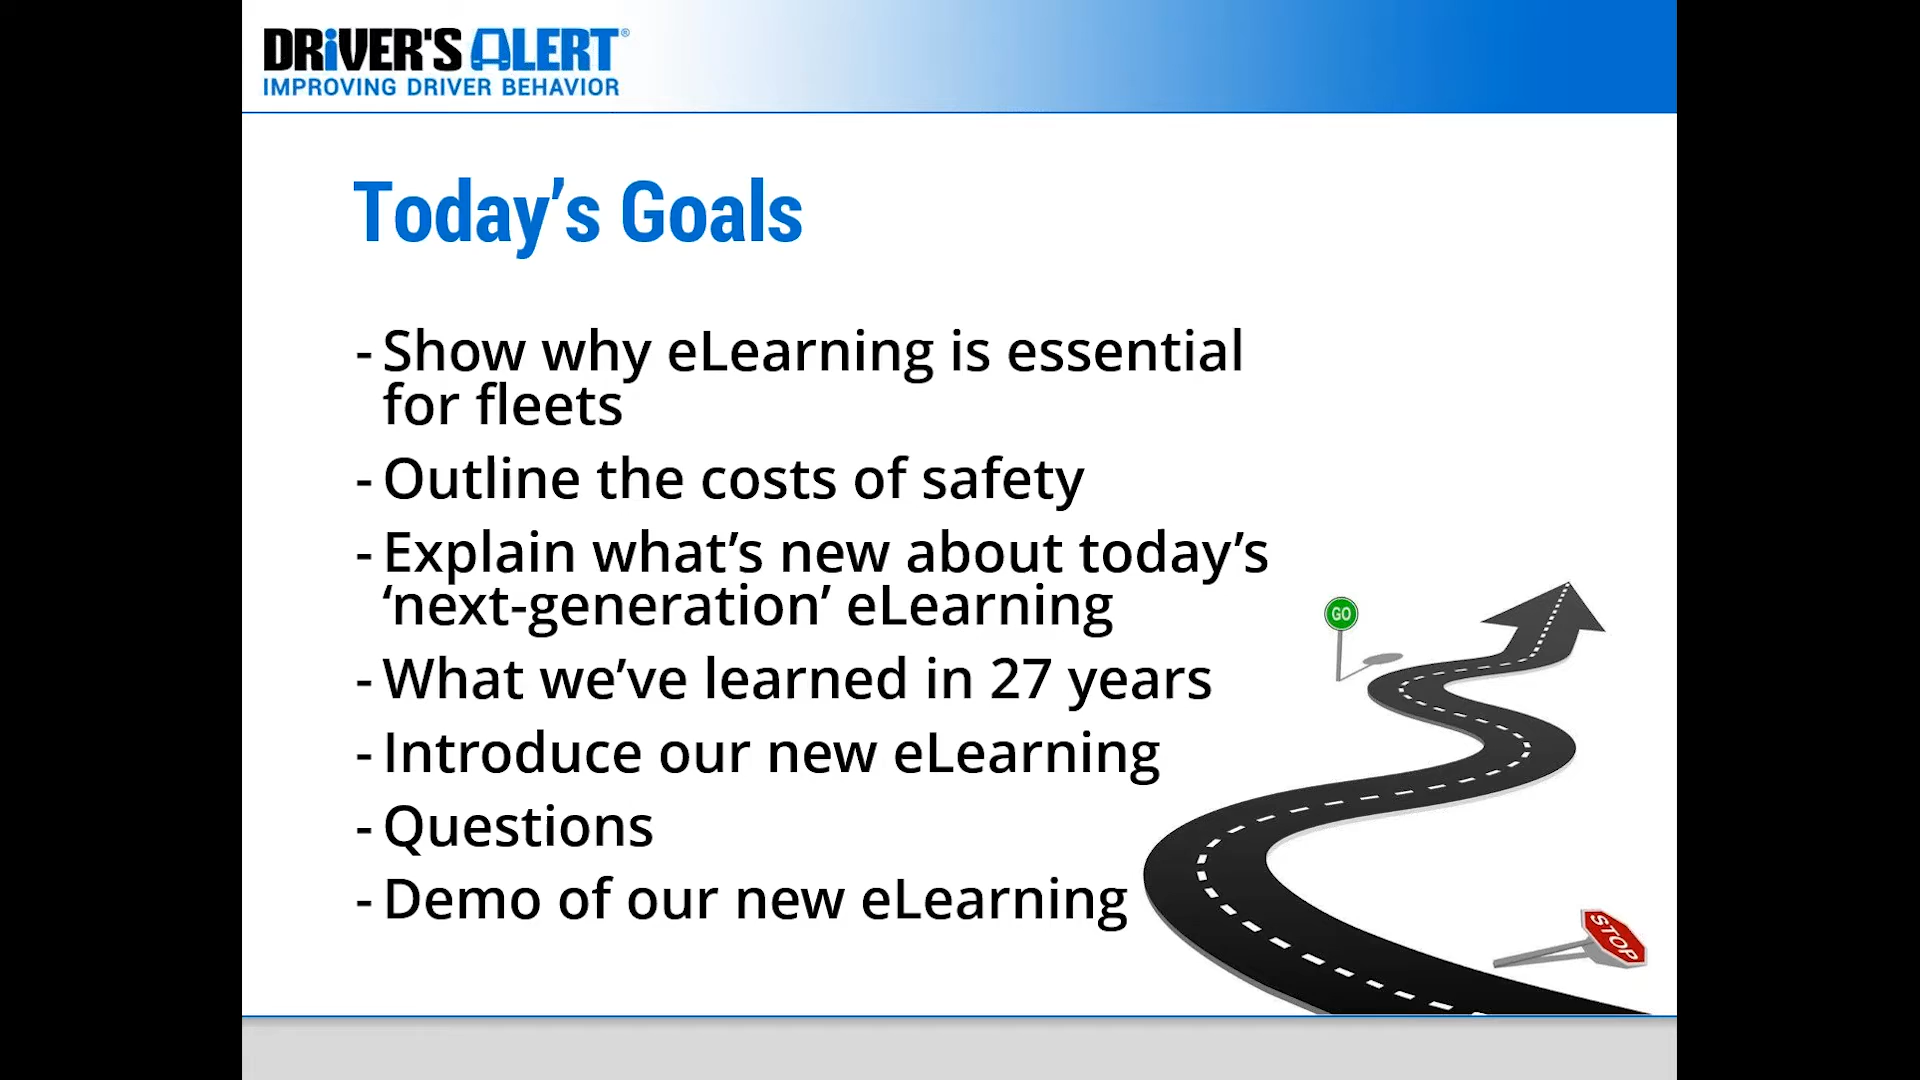 DRiVER'S ALERT®
IMPROVING DRIVER BEHAVIOR
Today’s Goals
- Show why eLearning is essential
for fleets
- Outline the costs of safety
- Explain what’s new about today’s
‘next-generation’ eLearning
- What we’ve learned in 27 years
- Introduce our new eLearning
- Questions
- Demo of our new eLearning
GO
STOP